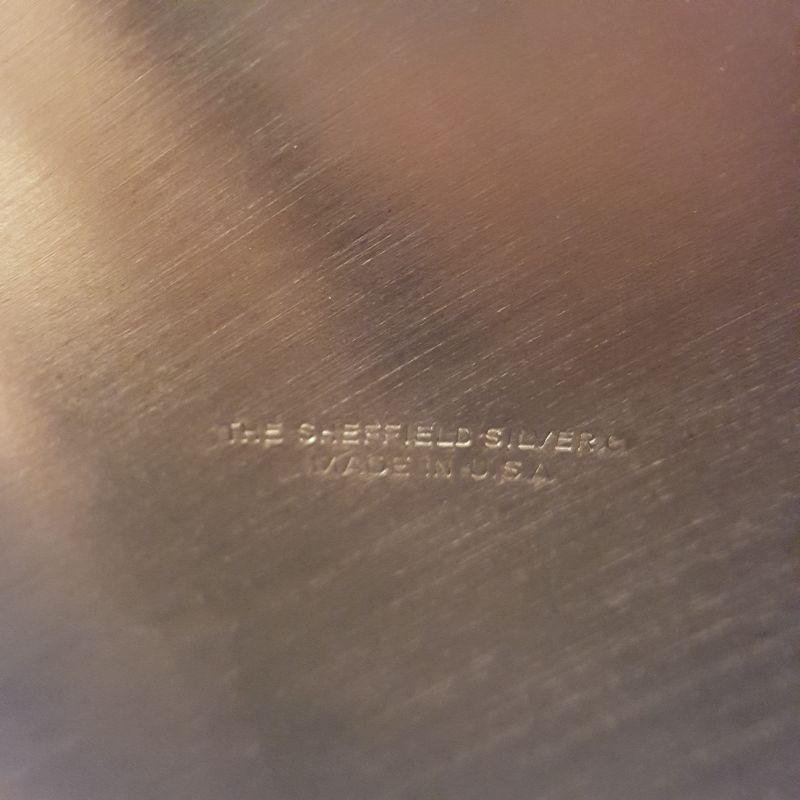 THE SHEFFIELD SILVER CO
MADE IN U.S.A.